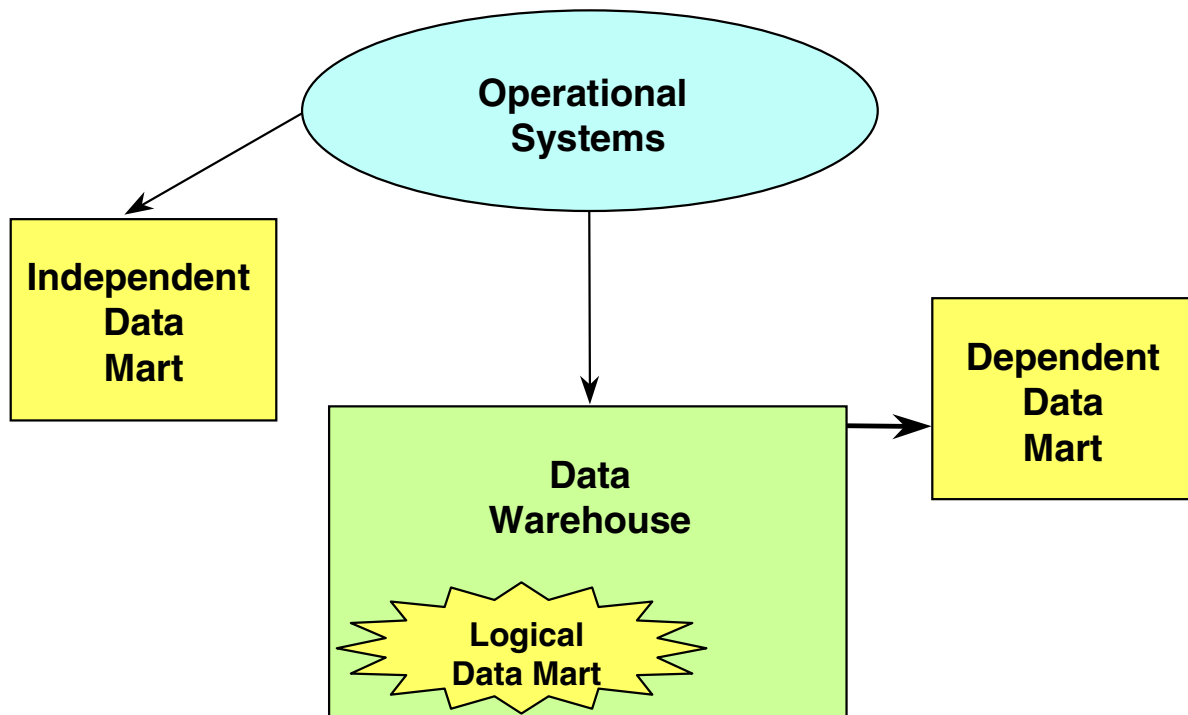 Operational
Systems
Independent
Data
Mart
Dependent
Data
Mart
Data
Warehouse
Logical
Data Mart